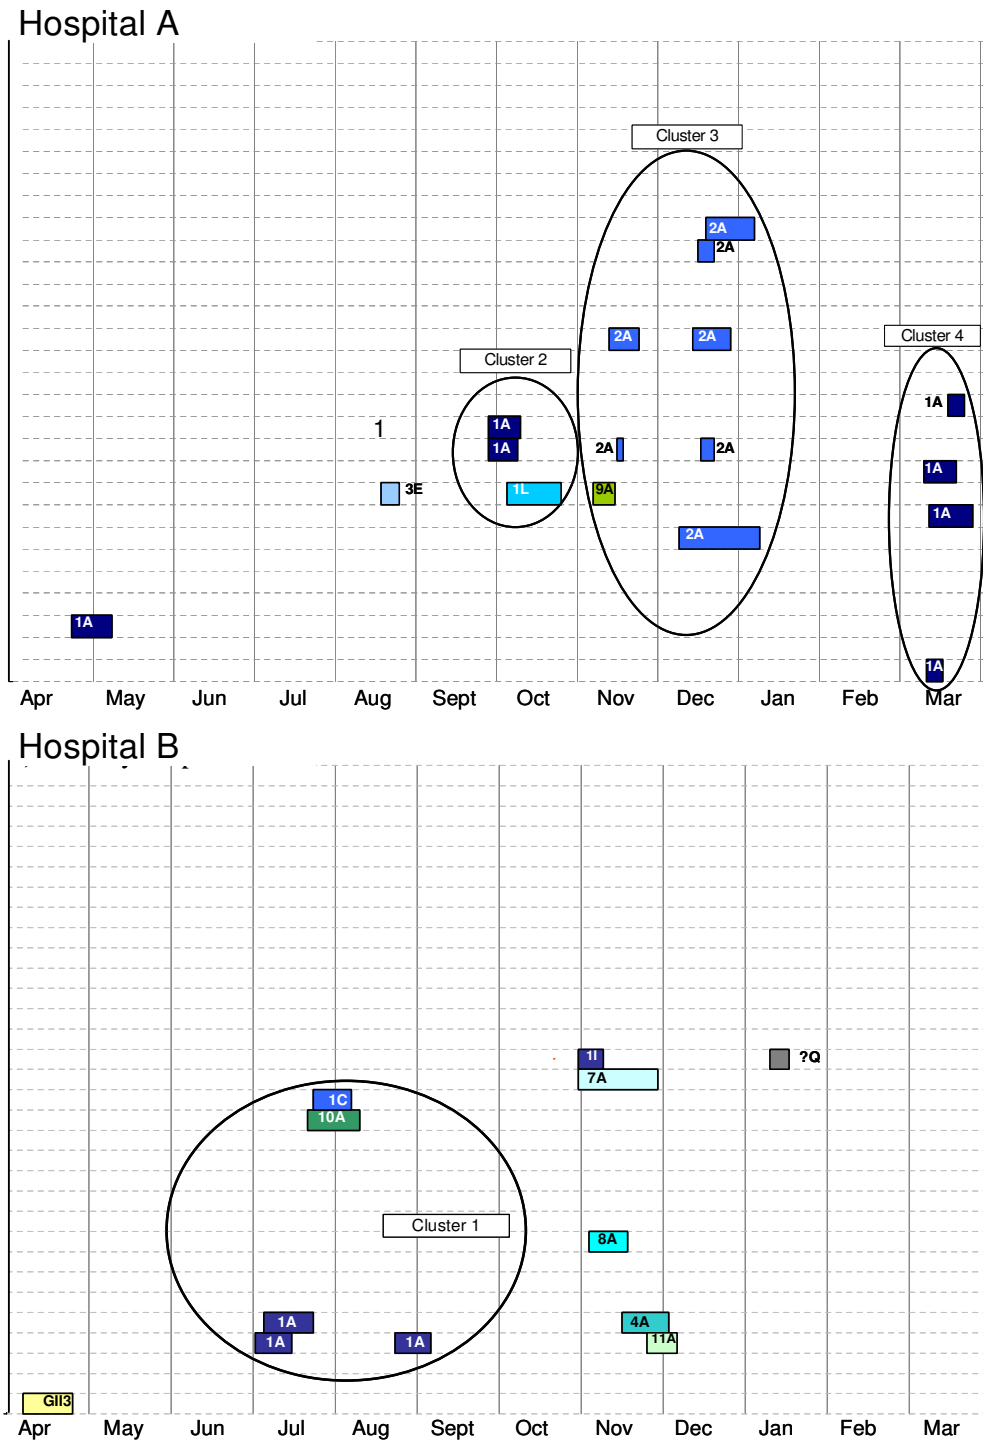 Hospital A
Cluster 3
2A
2A
Cluster 4
2A 2A
Cluster 2
1A
1 1A
1A 2A 2A
1A
3E 1L 9A
1A
2A
1A
1A
Apr May Jun Jul Aug Sept Oct Nov Dec Jan Feb Mar
Hospital B
1I ?Q
7A
1C
10A
Cluster 1
8A
1A 4A
1A 1A 11A
GII3
Apr May Jun Jul Aug Sept Oct Nov Dec Jan Feb Mar